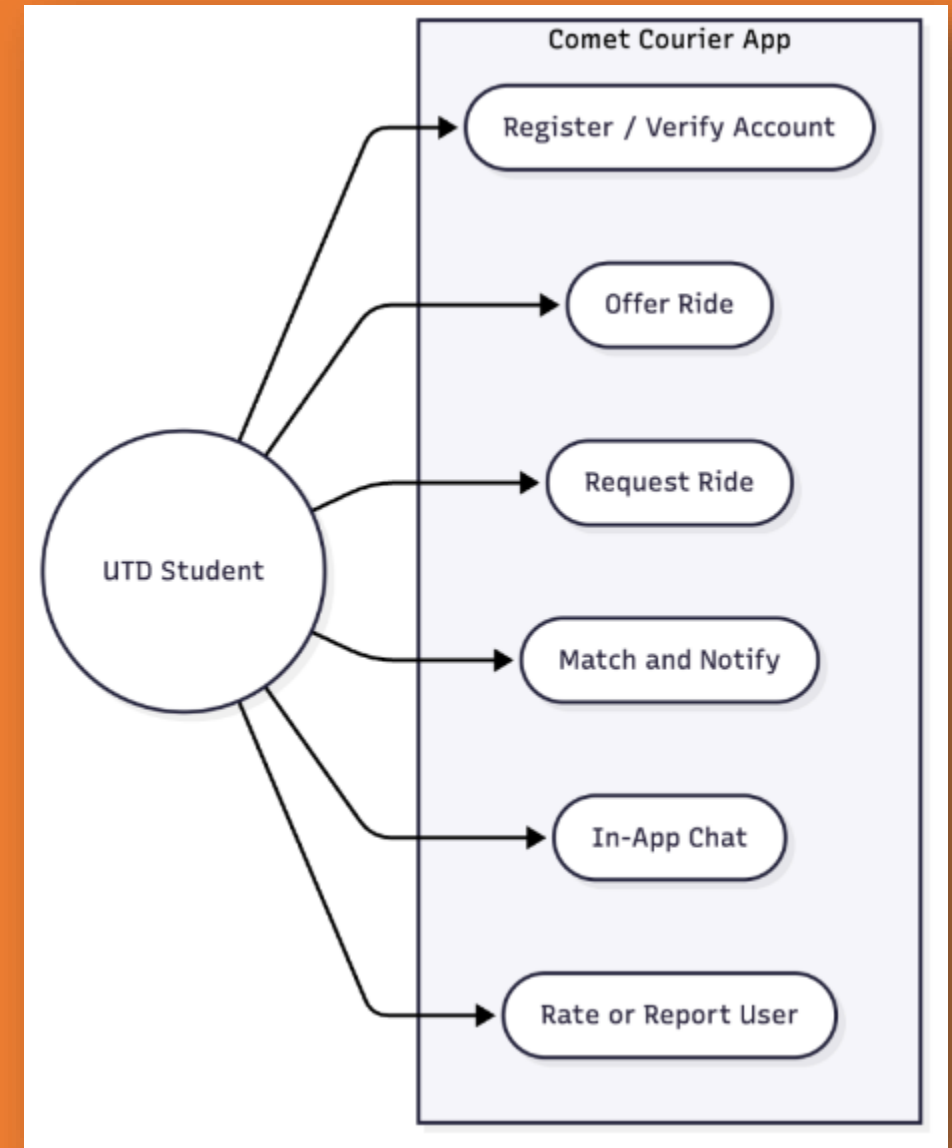 Comet Courier App
Register / Verify Account
Offer Ride
Request Ride
UTD Student
Match and Notify
In-App Chat
Rate or Report User